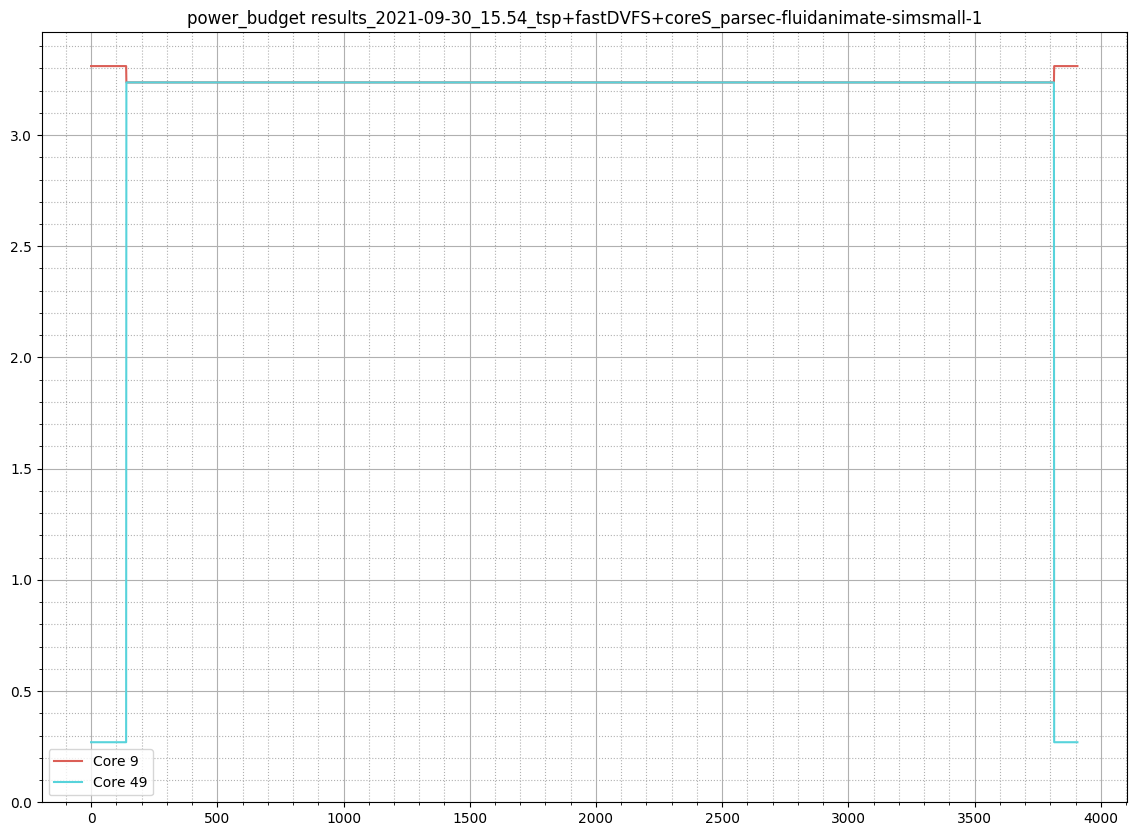 power_budget results_2021-09-30_15.54_tsp+fastDVFS+coreS_parsec-fluidanimate-simsmall-1
3.0
2.5
2.0
1.5
1.0
0.5
0.0
Core 9
Core 49
0 500 1000 1500 2000 2500 3000 3500 4000